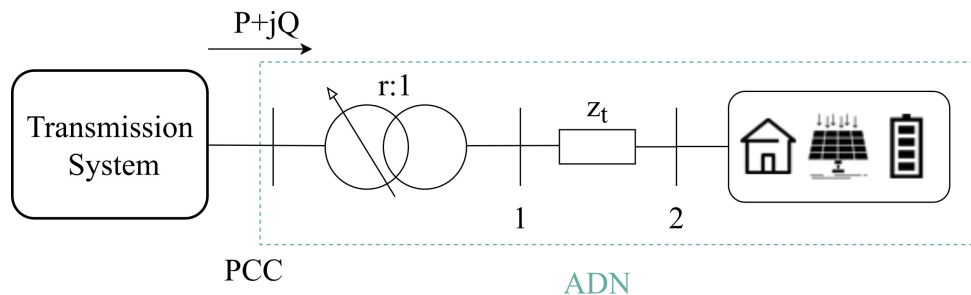 P+jQ
r:1
z_t
Transmission
System
1
2
PCC
ADN